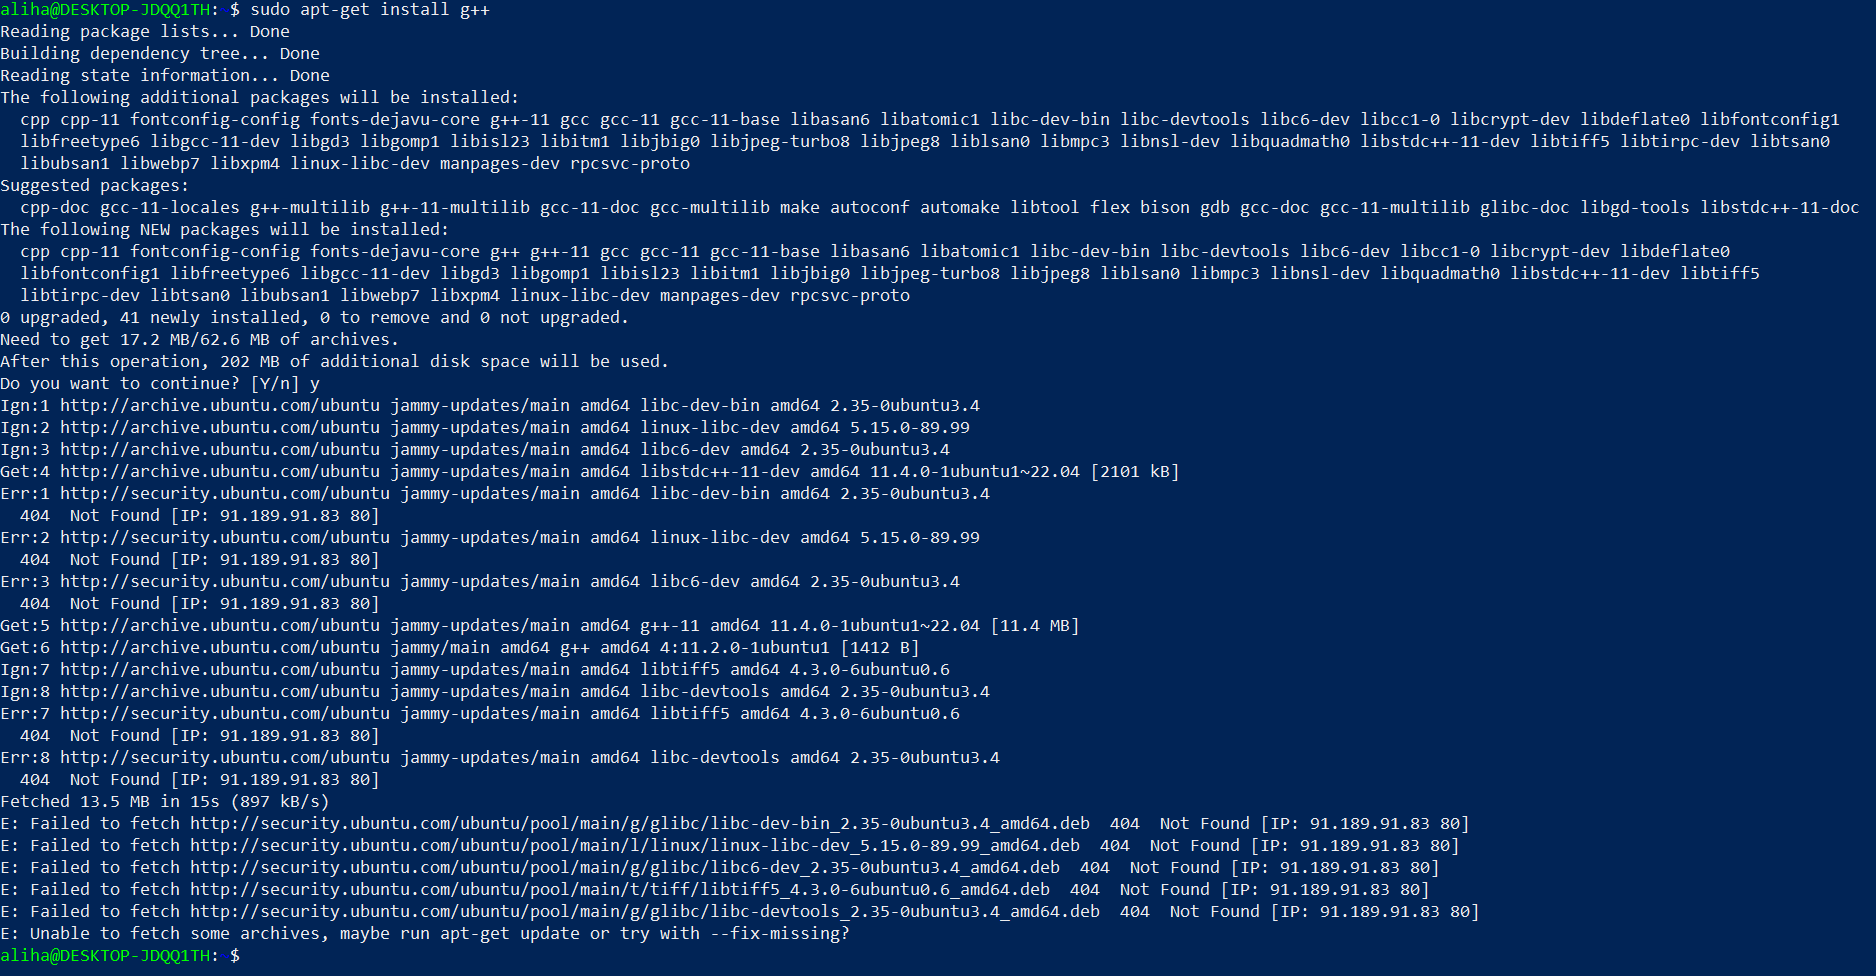 aliha@DESKTOP-JDQQ1TH: $ sudo apt-get install g++
Reading package lists... Done
Building dependency tree... Done
Reading state information... Done
The following additional packages will be installed:
  cpp cpp-11 fontconfig-config fonts-dejavu-core g++-11 gcc gcc-11 gcc-11-base libasan6 libatomic1 libc-dev-bin libc-devtools libc6-dev libcc1-0 libcrypt-dev libdeflate0 libfontconfig1
  libfreetype6 libgcc-11-dev libgd3 libgomp1 libisl23 libitm1 libjbig0 libjpeg-turbo8 libjpeg8 liblsan0 libmpc3 libnsl-dev libquadmath0 libstdc++-11-dev libtiff5 libtirpc-dev libtsan0
  libubsan1 libwebp7 libxpm4 linux-libc-dev manpages-dev rpcsvc-proto
Suggested packages:
  cpp-doc gcc-11-locales g++-multilib g++-11-multilib gcc-11-doc gcc-multilib make autoconf automake libtool flex bison gdb gcc-doc gcc-11-multilib glibc-doc libgd-tools libstdc++-11-doc
The following NEW packages will be installed:
  cpp cpp-11 fontconfig-config fonts-dejavu-core g++ g++-11 gcc gcc-11 gcc-11-base libasan6 libatomic1 libc-dev-bin libc-devtools libc6-dev libcc1-0 libcrypt-dev libdeflate0
  libfontconfig1 libfreetype6 libgcc-11-dev libgd3 libgomp1 libisl23 libitm1 libjbig0 libjpeg-turbo8 libjpeg8 liblsan0 libmpc3 libnsl-dev libquadmath0 libstdc++-11-dev libtiff5
  libtirpc-dev libtsan0 libubsan1 libwebp7 libxpm4 linux-libc-dev manpages-dev rpcsvc-proto
0 upgraded, 41 newly installed, 0 to remove and 0 not upgraded.
Need to get 17.2 MB/62.6 MB of archives.
After this operation, 202 MB of additional disk space will be used.
Do you want to continue? [Y/n] y
Ign:1 http://archive.ubuntu.com/ubuntu jammy-updates/main amd64 libc-dev-bin amd64 2.35-0ubuntu3.4
Ign:2 http://archive.ubuntu.com/ubuntu jammy-updates/main amd64 linux-libc-dev amd64 5.15.0-89.99
Ign:3 http://archive.ubuntu.com/ubuntu jammy-updates/main amd64 libc6-dev amd64 2.35-0ubuntu3.4
Get:4 http://archive.ubuntu.com/ubuntu jammy-updates/main amd64 libstdc++-11-dev amd64 11.4.0-1ubuntu1~22.04 [2101 kB]
Err:1 http://security.ubuntu.com/ubuntu jammy-updates/main amd64 libc-dev-bin amd64 2.35-0ubuntu3.4
  404  Not Found [IP: 91.189.91.83 80]
Err:2 http://security.ubuntu.com/ubuntu jammy-updates/main amd64 linux-libc-dev amd64 5.15.0-89.99
  404  Not Found [IP: 91.189.91.83 80]
Err:3 http://security.ubuntu.com/ubuntu jammy-updates/main amd64 libc6-dev amd64 2.35-0ubuntu3.4
  404  Not Found [IP: 91.189.91.83 80]
Get:5 http://archive.ubuntu.com/ubuntu jammy-updates/main amd64 g++-11 amd64 11.4.0-1ubuntu1~22.04 [11.4 MB]
Get:6 http://archive.ubuntu.com/ubuntu jammy/main amd64 g++ amd64 4:11.2.0-1ubuntu1 [1412 B]
Ign:7 http://archive.ubuntu.com/ubuntu jammy-updates/main amd64 libtiff5 amd64 4.3.0-6ubuntu0.6
Ign:8 http://archive.ubuntu.com/ubuntu jammy-updates/main amd64 libc-devtools amd64 2.35-0ubuntu3.4
Err:7 http://security.ubuntu.com/ubuntu jammy-updates/main amd64 libtiff5 amd64 4.3.0-6ubuntu0.6
  404  Not Found [IP: 91.189.91.83 80]
Err:8 http://security.ubuntu.com/ubuntu jammy-updates/main amd64 libc-devtools amd64 2.35-0ubuntu3.4
  404  Not Found [IP: 91.189.91.83 80]
Fetched 13.5 MB in 15s (897 kB/s)
E: Failed to fetch http://security.ubuntu.com/ubuntu/pool/main/g/glibc/libc-dev-bin_2.35-0ubuntu3.4_amd64.deb  404  Not Found [IP: 91.189.91.83 80]
E: Failed to fetch http://security.ubuntu.com/ubuntu/pool/main/l/linux/linux-libc-dev_5.15.0-89.99_amd64.deb  404  Not Found [IP: 91.189.91.83 80]
E: Failed to fetch http://security.ubuntu.com/ubuntu/pool/main/g/glibc/libc6-dev_2.35-0ubuntu3.4_amd64.deb  404  Not Found [IP: 91.189.91.83 80]
E: Failed to fetch http://security.ubuntu.com/ubuntu/pool/main/t/tiff/libtiff5_4.3.0-6ubuntu0.6_amd64.deb  404  Not Found [IP: 91.189.91.83 80]
E: Failed to fetch http://security.ubuntu.com/ubuntu/pool/main/g/glibc/libc-devtools_2.35-0ubuntu3.4_amd64.deb  404  Not Found [IP: 91.189.91.83 80]
E: Unable to fetch some archives, maybe run apt-get update or try with --fix-missing?
aliha@DESKTOP-JDQQ1TH: $